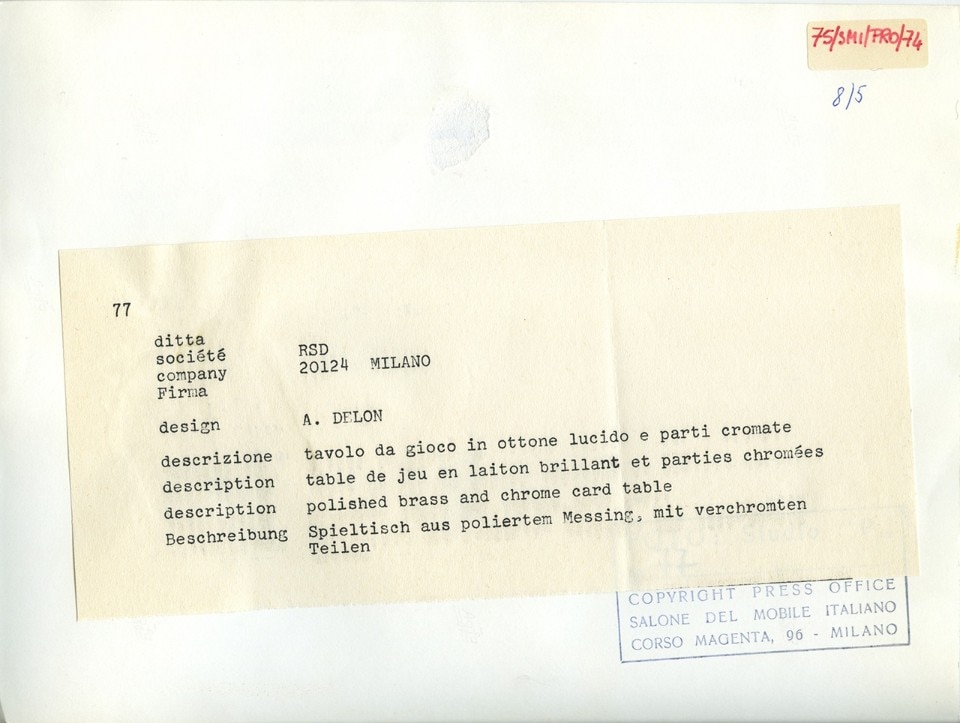 75/SMI/PRO/74
8/5
77
ditta
société
company
Firma
RSD
20124 MILANO
design A. DELON
descrizione tavolo da gioco in ottone lucido e parti cromate
description table de jeu en laiton brillant et parties chromées
description polished brass and chrome card table
Beschreibung Spieltisch aus poliertem Messing, mit verchromten
Teilen
COPYRIGHT PRESS OFFICE
SALONE DEL MOBILE ITALIANO
CORSO MAGENTA, 96 - MILANO